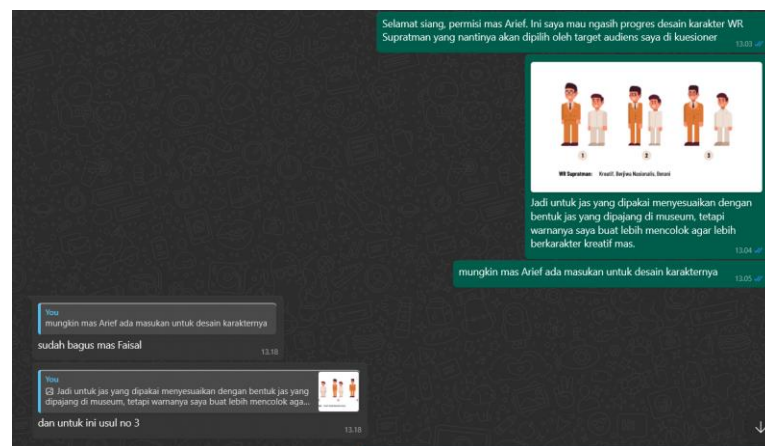 Selamat siang, permisi mas Arief. Ini saya mau ngasih progres desain karakter WR
Supratman yang nantinya akan dipilih oleh target audiens saya di kuesioner
13.03
1
2
3
WR Supratman: Kreatif, Berjiwa Nasionalis, Berani
Jadi untuk jas yang dipakai menyesuaikan dengan
bentuk jas yang dipajang di museum, tetapi
warnanya saya buat lebih mencolok agar lebih
berkarakter kreatif mas.
13.04
mungkin mas Arief ada masukan untuk desain karakternya
13.05
You
mungkin mas Arief ada masukan untuk desain karakternya
sudah bagus mas Faisal
13.18
You
Jadi untuk jas yang dipakai menyesuaikan dengan bentuk jas yang
dipajang di museum, tetapi warnanya saya buat lebih mencolok aga...
dan untuk ini usul no 3
13.18